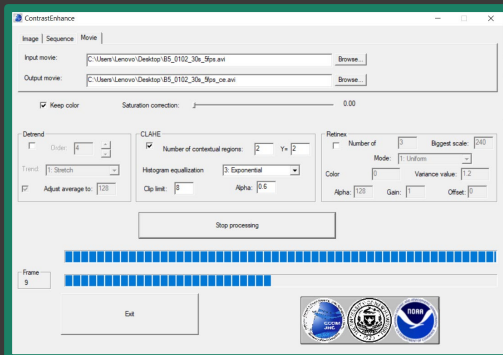 ContrastEnhance
Image Sequence Movie
Input movie: C:\Users\Lenovo\Desktop\B5_0102_30s_5fps.avi Browse...
Output movie: C:\Users\Lenovo\Desktop\B5_0102_30s_5fps_ce.avi Browse...
Keep color Saturation correction: 0.00
Detrend
Order: 4
Trend: 1: Stretch
Adjust average to: 128
CLAHE
Number of contextual regions: 2 Y= 2
Histogram equallization 3: Exponential
Clip limit: 8 Alpha: 0.6
Retinex
Number of 3 Biggest scale: 240
Mode: 1: Uniform
Color 0 Variance value: 1.2
Alpha: 128 Gain: 1 Offset: 0
Stop processing
Frame
9
Exit
CCOM
JHC
NOAA